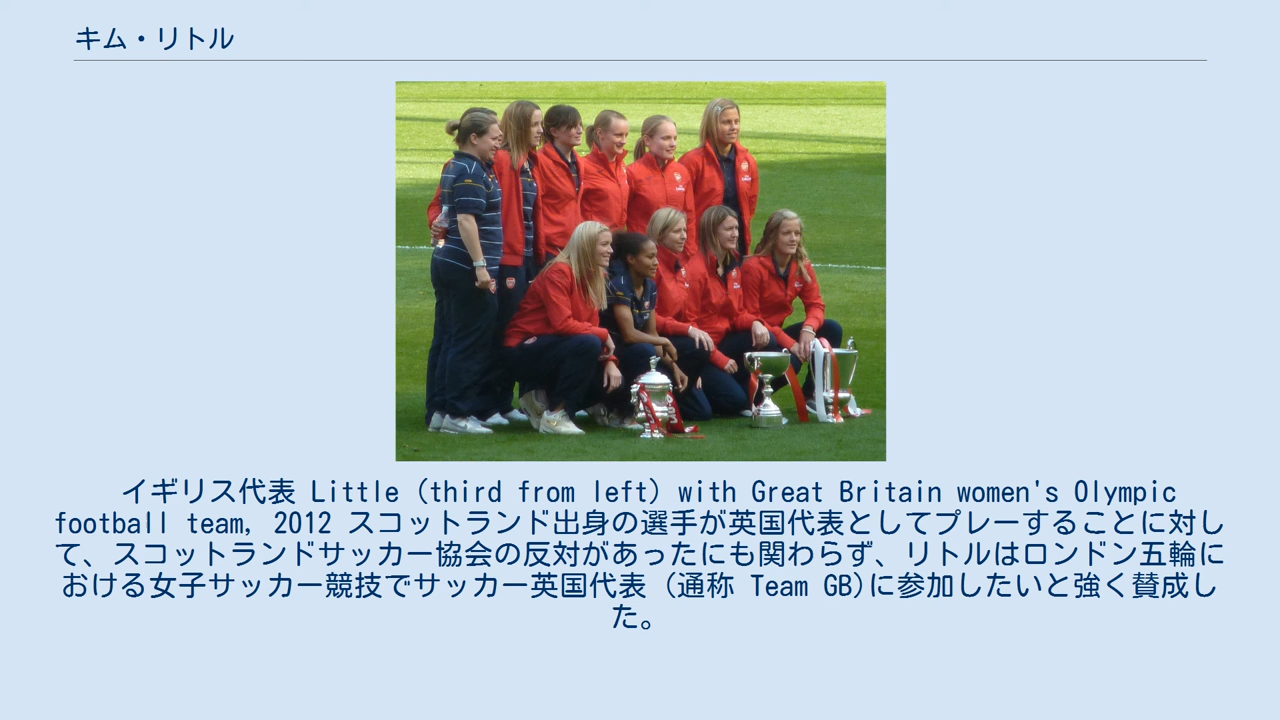 キム・リトル
イギリス代表 Little (third from left) with Great Britain women's Olympic
football team, 2012 スコットランド出身の選手が英国代表としてプレーすることに対し
て、スコットランドサッカー協会の反対があったにも関わらず、リトルはロンドン五輪に
おける女子サッカー競技でサッカー英国代表 (通称 Team GB)に参加したいと強く賛成し
た。